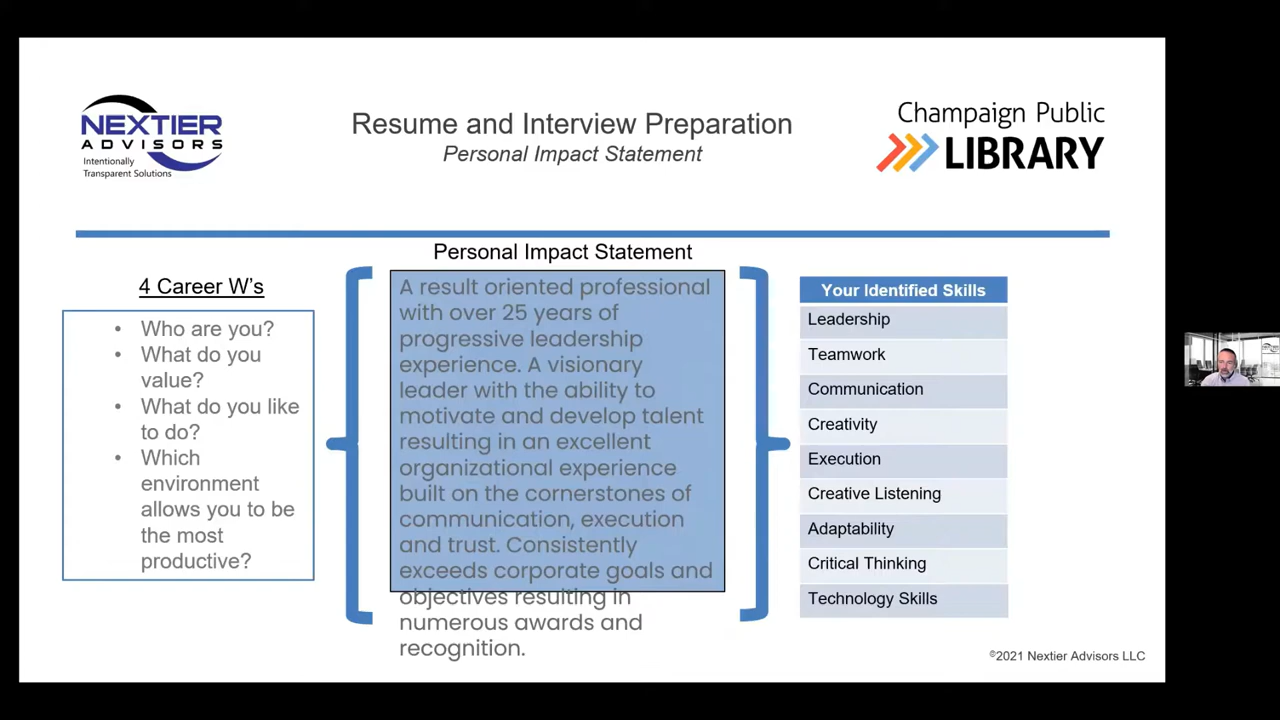 NEXTIER
ADVISORS
Intentionally
Transparent Solutions
Resume and Interview Preparation
Personal Impact Statement
Champaign Public
LIBRARY
4 Career W's
• Who are you?
• What do you
value?
• What do you like
to do?
• Which
environment
allows you to be
the most
productive?
Personal Impact Statement
A result oriented professional
with over 25 years of
progressive leadership
experience. A visionary
leader with the ability to
motivate and develop talent
resulting in an excellent
organizational experience
built on the cornerstones of
communication, execution
and trust. Consistently
exceeds corporate goals and
objectives resulting in
numerous awards and
recognition.
Your Identified Skills
Leadership
Teamwork
Communication
Creativity
Execution
Creative Listening
Adaptability
Critical Thinking
Technology Skills
©2021 Nextier Advisors LLC